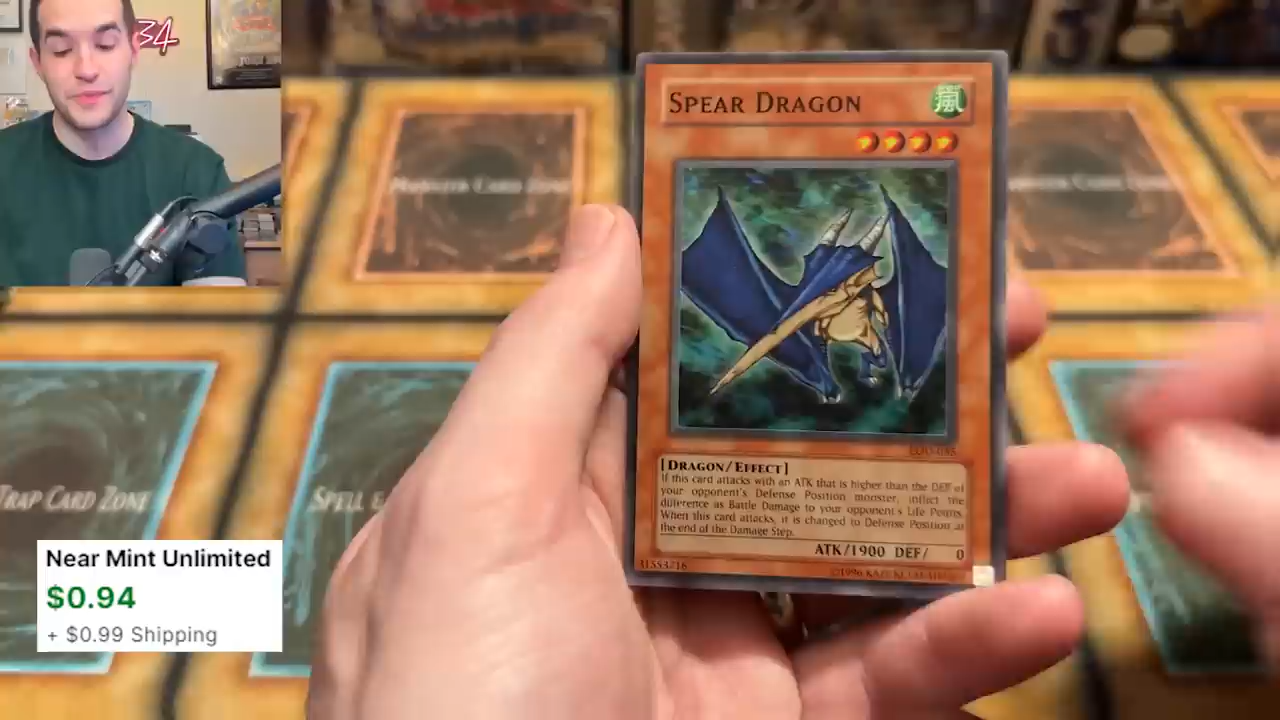 34
SPEAR DRAGON
嵐
MONSTER CARD ZONE
[DRAGON/EFFECT]
If this card attacks with an ATK that is higher than the DEF of
your opponent's Defense Position monster, inflict the
difference as Battle Damage to your opponent's Life Points.
When this card attacks, it is changed to Defense Position at
the end of the Damage Step.
ATK/1900 DEF/ 0
TRAP CARD ZONE
SPELL &
Near Mint Unlimited
$0.94
+ $0.99 Shipping